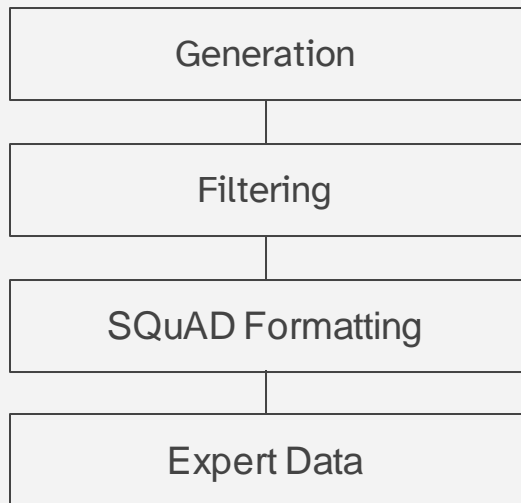 Generation
Filtering
SQuAD Formatting
Expert Data